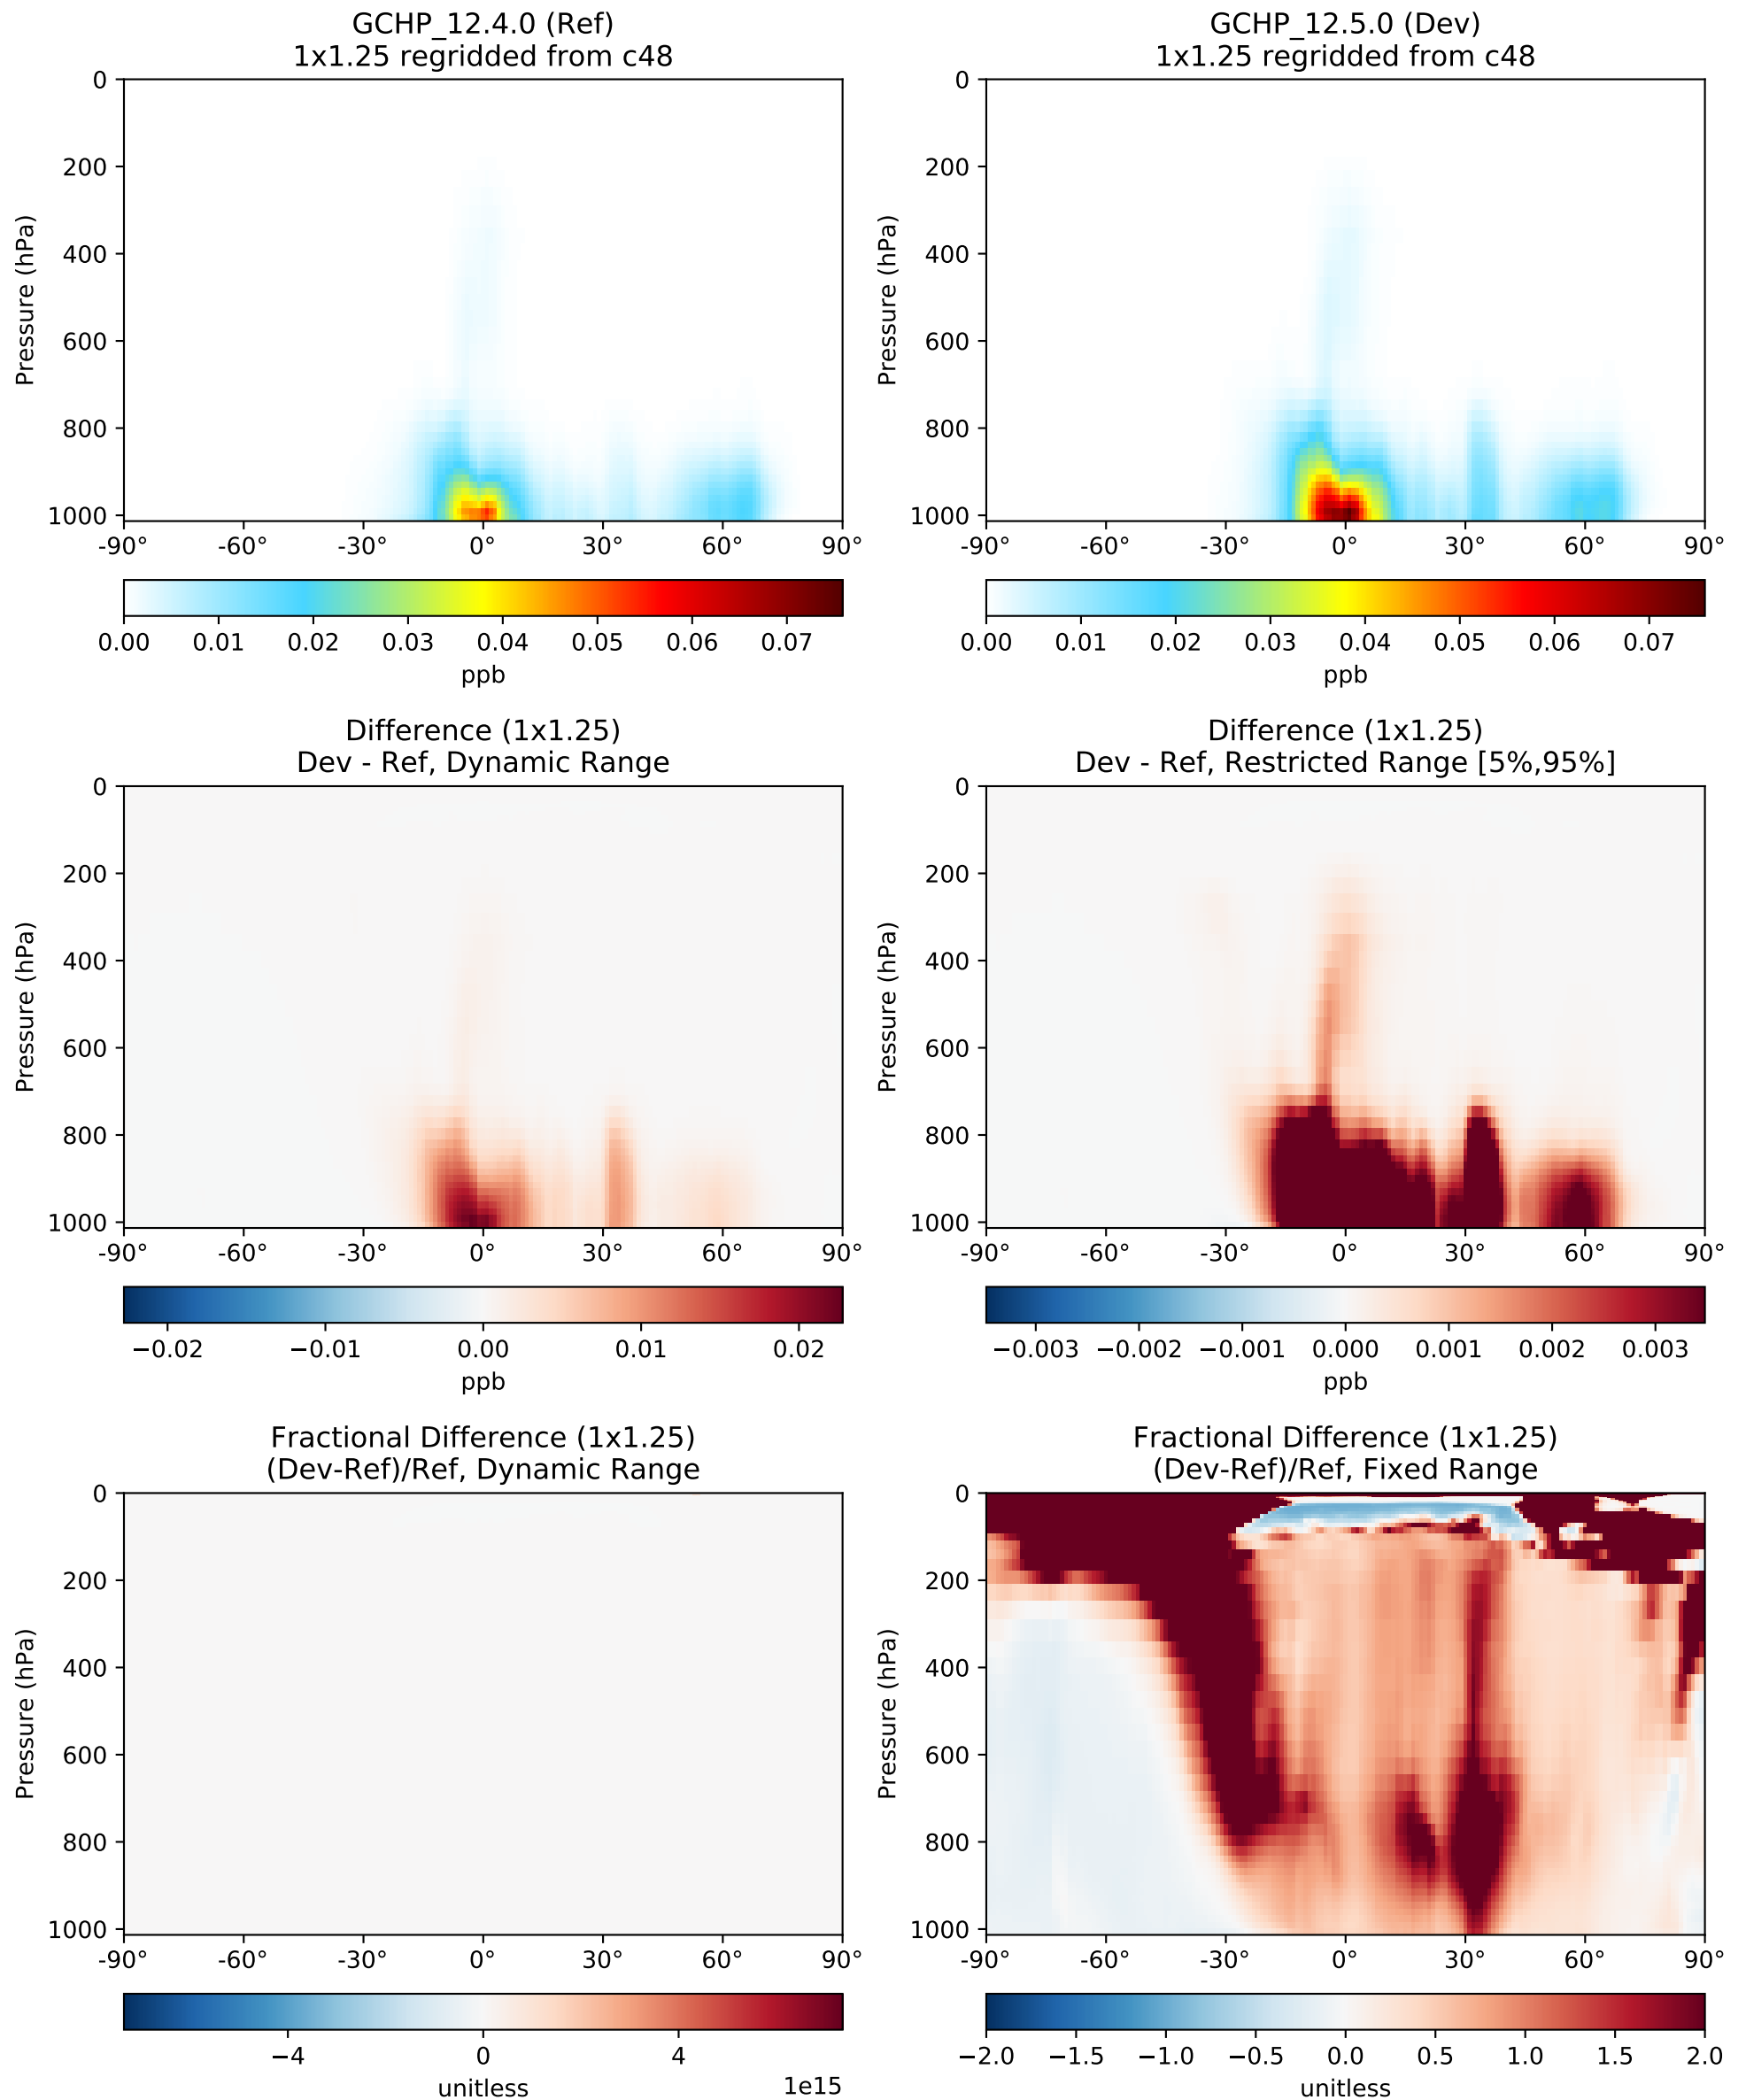 GCHP_12.4.0 (Ref)
1x1.25 regridded from c48
0
200
400
600
800
1000
Pressure (hPa)
-90° -60° -30° 0° 30° 60° 90°
0.00 0.01 0.02 0.03 0.04 0.05 0.06 0.07
ppb
GCHP_12.5.0 (Dev)
1x1.25 regridded from c48
0
200
400
600
800
1000
Pressure (hPa)
-90° -60° -30° 0° 30° 60° 90°
0.00 0.01 0.02 0.03 0.04 0.05 0.06 0.07
ppb
Difference (1x1.25)
Dev - Ref, Dynamic Range
0
200
400
600
800
1000
Pressure (hPa)
-90° -60° -30° 0° 30° 60° 90°
−0.02 −0.01 0.00 0.01 0.02
ppb
Difference (1x1.25)
Dev - Ref, Restricted Range [5%,95%]
0
200
400
600
800
1000
Pressure (hPa)
-90° -60° -30° 0° 30° 60° 90°
−0.003 −0.002 −0.001 0.000 0.001 0.002 0.003
ppb
Fractional Difference (1x1.25)
(Dev-Ref)/Ref, Dynamic Range
0
200
400
600
800
1000
Pressure (hPa)
-90° -60° -30° 0° 30° 60° 90°
−4 0 4
unitless 1e15
Fractional Difference (1x1.25)
(Dev-Ref)/Ref, Fixed Range
0
200
400
600
800
1000
Pressure (hPa)
-90° -60° -30° 0° 30° 60° 90°
−2.0 −1.5 −1.0 −0.5 0.0 0.5 1.0 1.5 2.0
unitless